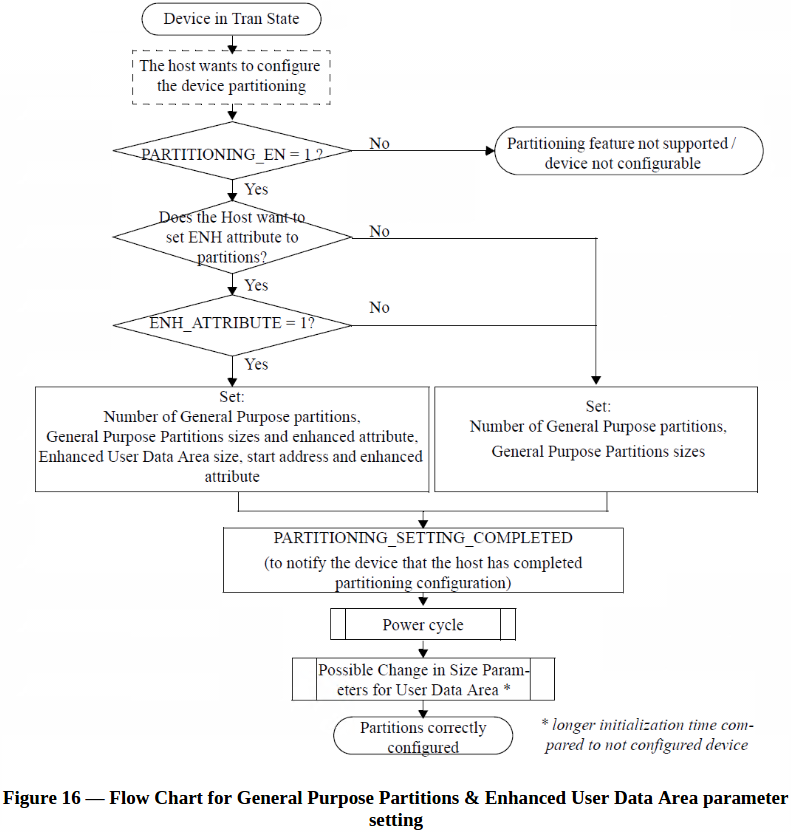 Device in Tran State
The host wants to configure
the device partitioning
PARTITIONING_EN = 1 ?
No
Partitioning feature not supported /
device not configurable
Yes
Does the Host want to
set ENH attribute to
partitions?
No
Yes
ENH_ATTRIBUTE = 1?
No
Yes
Set:
Number of General Purpose partitions,
General Purpose Partitions sizes and enhanced attribute,
Enhanced User Data Area size, start address and enhanced
attribute
Set:
Number of General Purpose partitions,
General Purpose Partitions sizes
PARTITIONING_SETTING_COMPLETED
(to notify the device that the host has completed
partitioning configuration)
Power cycle
Possible Change in Size Param-
eters for User Data Area *
Partitions correctly
configured
* longer initialization time com-
pared to not configured device
Figure 16 — Flow Chart for General Purpose Partitions & Enhanced User Data Area parameter
setting